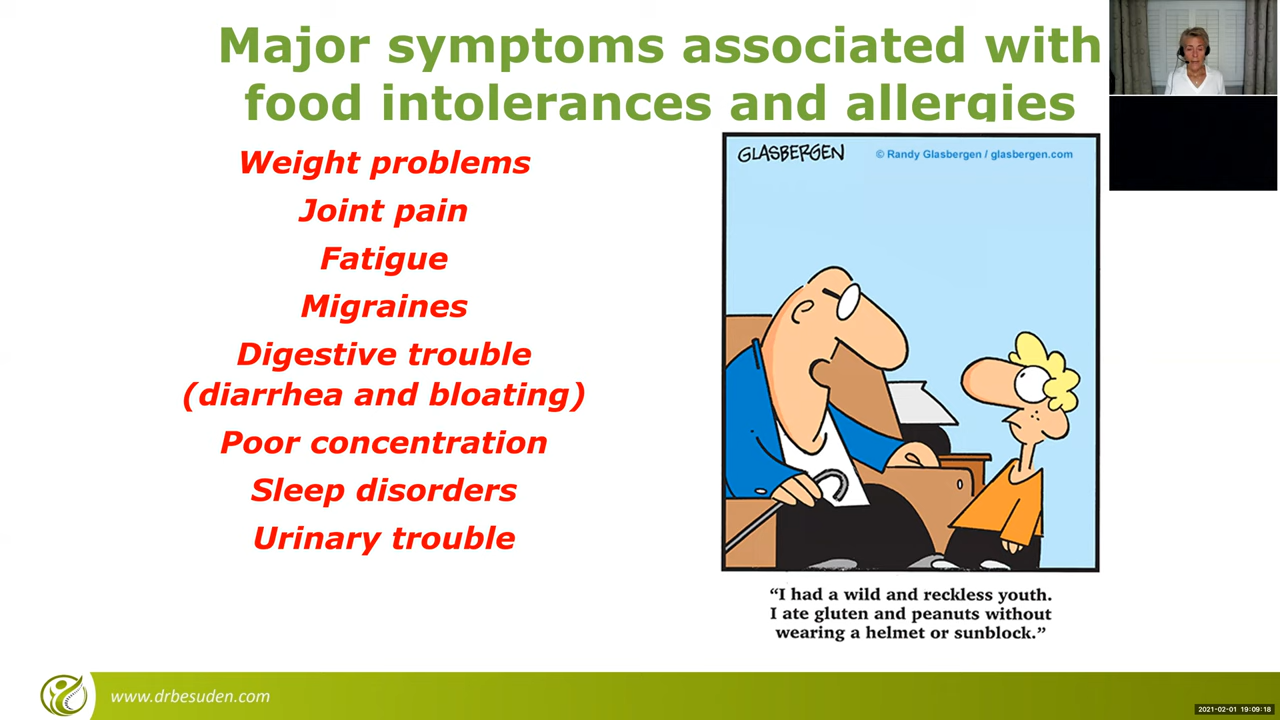 Major symptoms associated with
food intolerances and allergies
Weight problems
Joint pain
Fatigue
Migraines
Digestive trouble
(diarrhea and bloating)
Poor concentration
Sleep disorders
Urinary trouble
GLASBERGEN
© Randy Glasbergen / glasbergen.com
“I had a wild and reckless youth.
I ate gluten and peanuts without
wearing a helmet or sunblock.”
www.drbesuden.com
2021-02-01 19:09:18